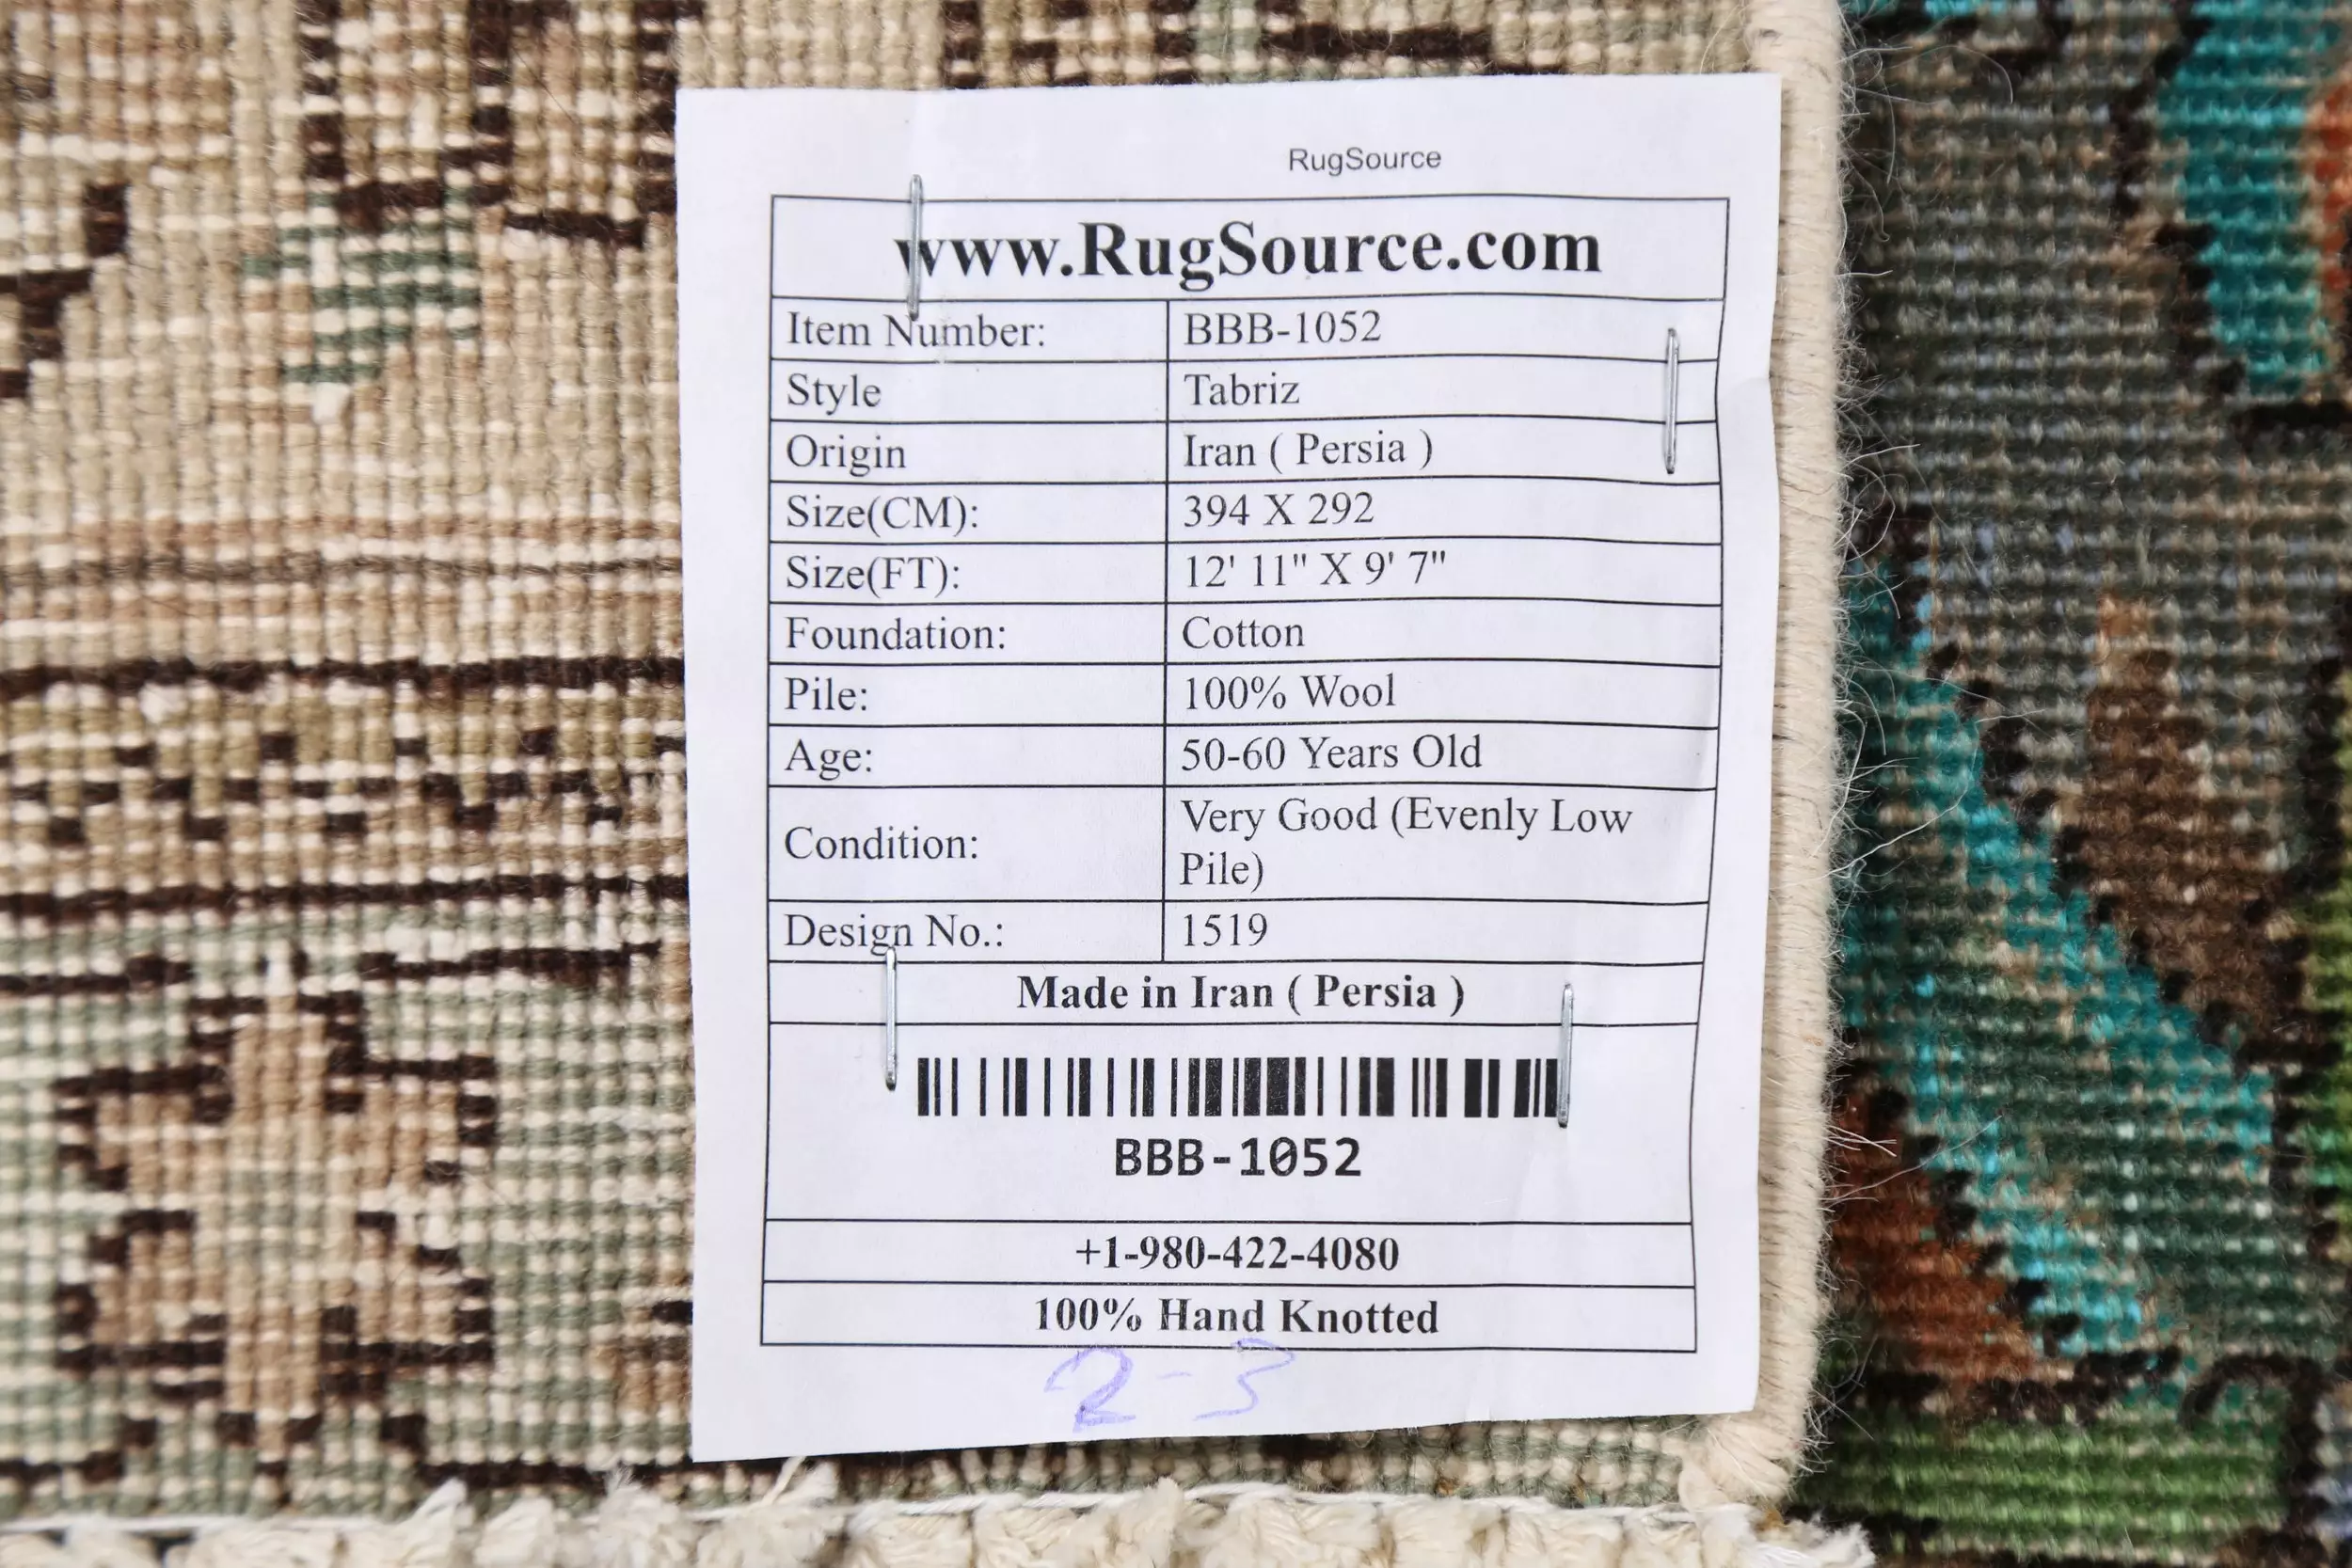 RugSource
www.RugSource.com
Item Number: BBB-1052
Style Tabriz
Origin Iran ( Persia )
Size(CM): 394 X 292
Size(FT): 12' 11" X 9' 7"
Foundation: Cotton
Pile: 100% Wool
Age: 50-60 Years Old
Condition: Very Good (Evenly Low
Pile)
Design No.: 1519
Made in Iran ( Persia )
BBB-1052
+1-980-422-4080
100% Hand Knotted
2-3